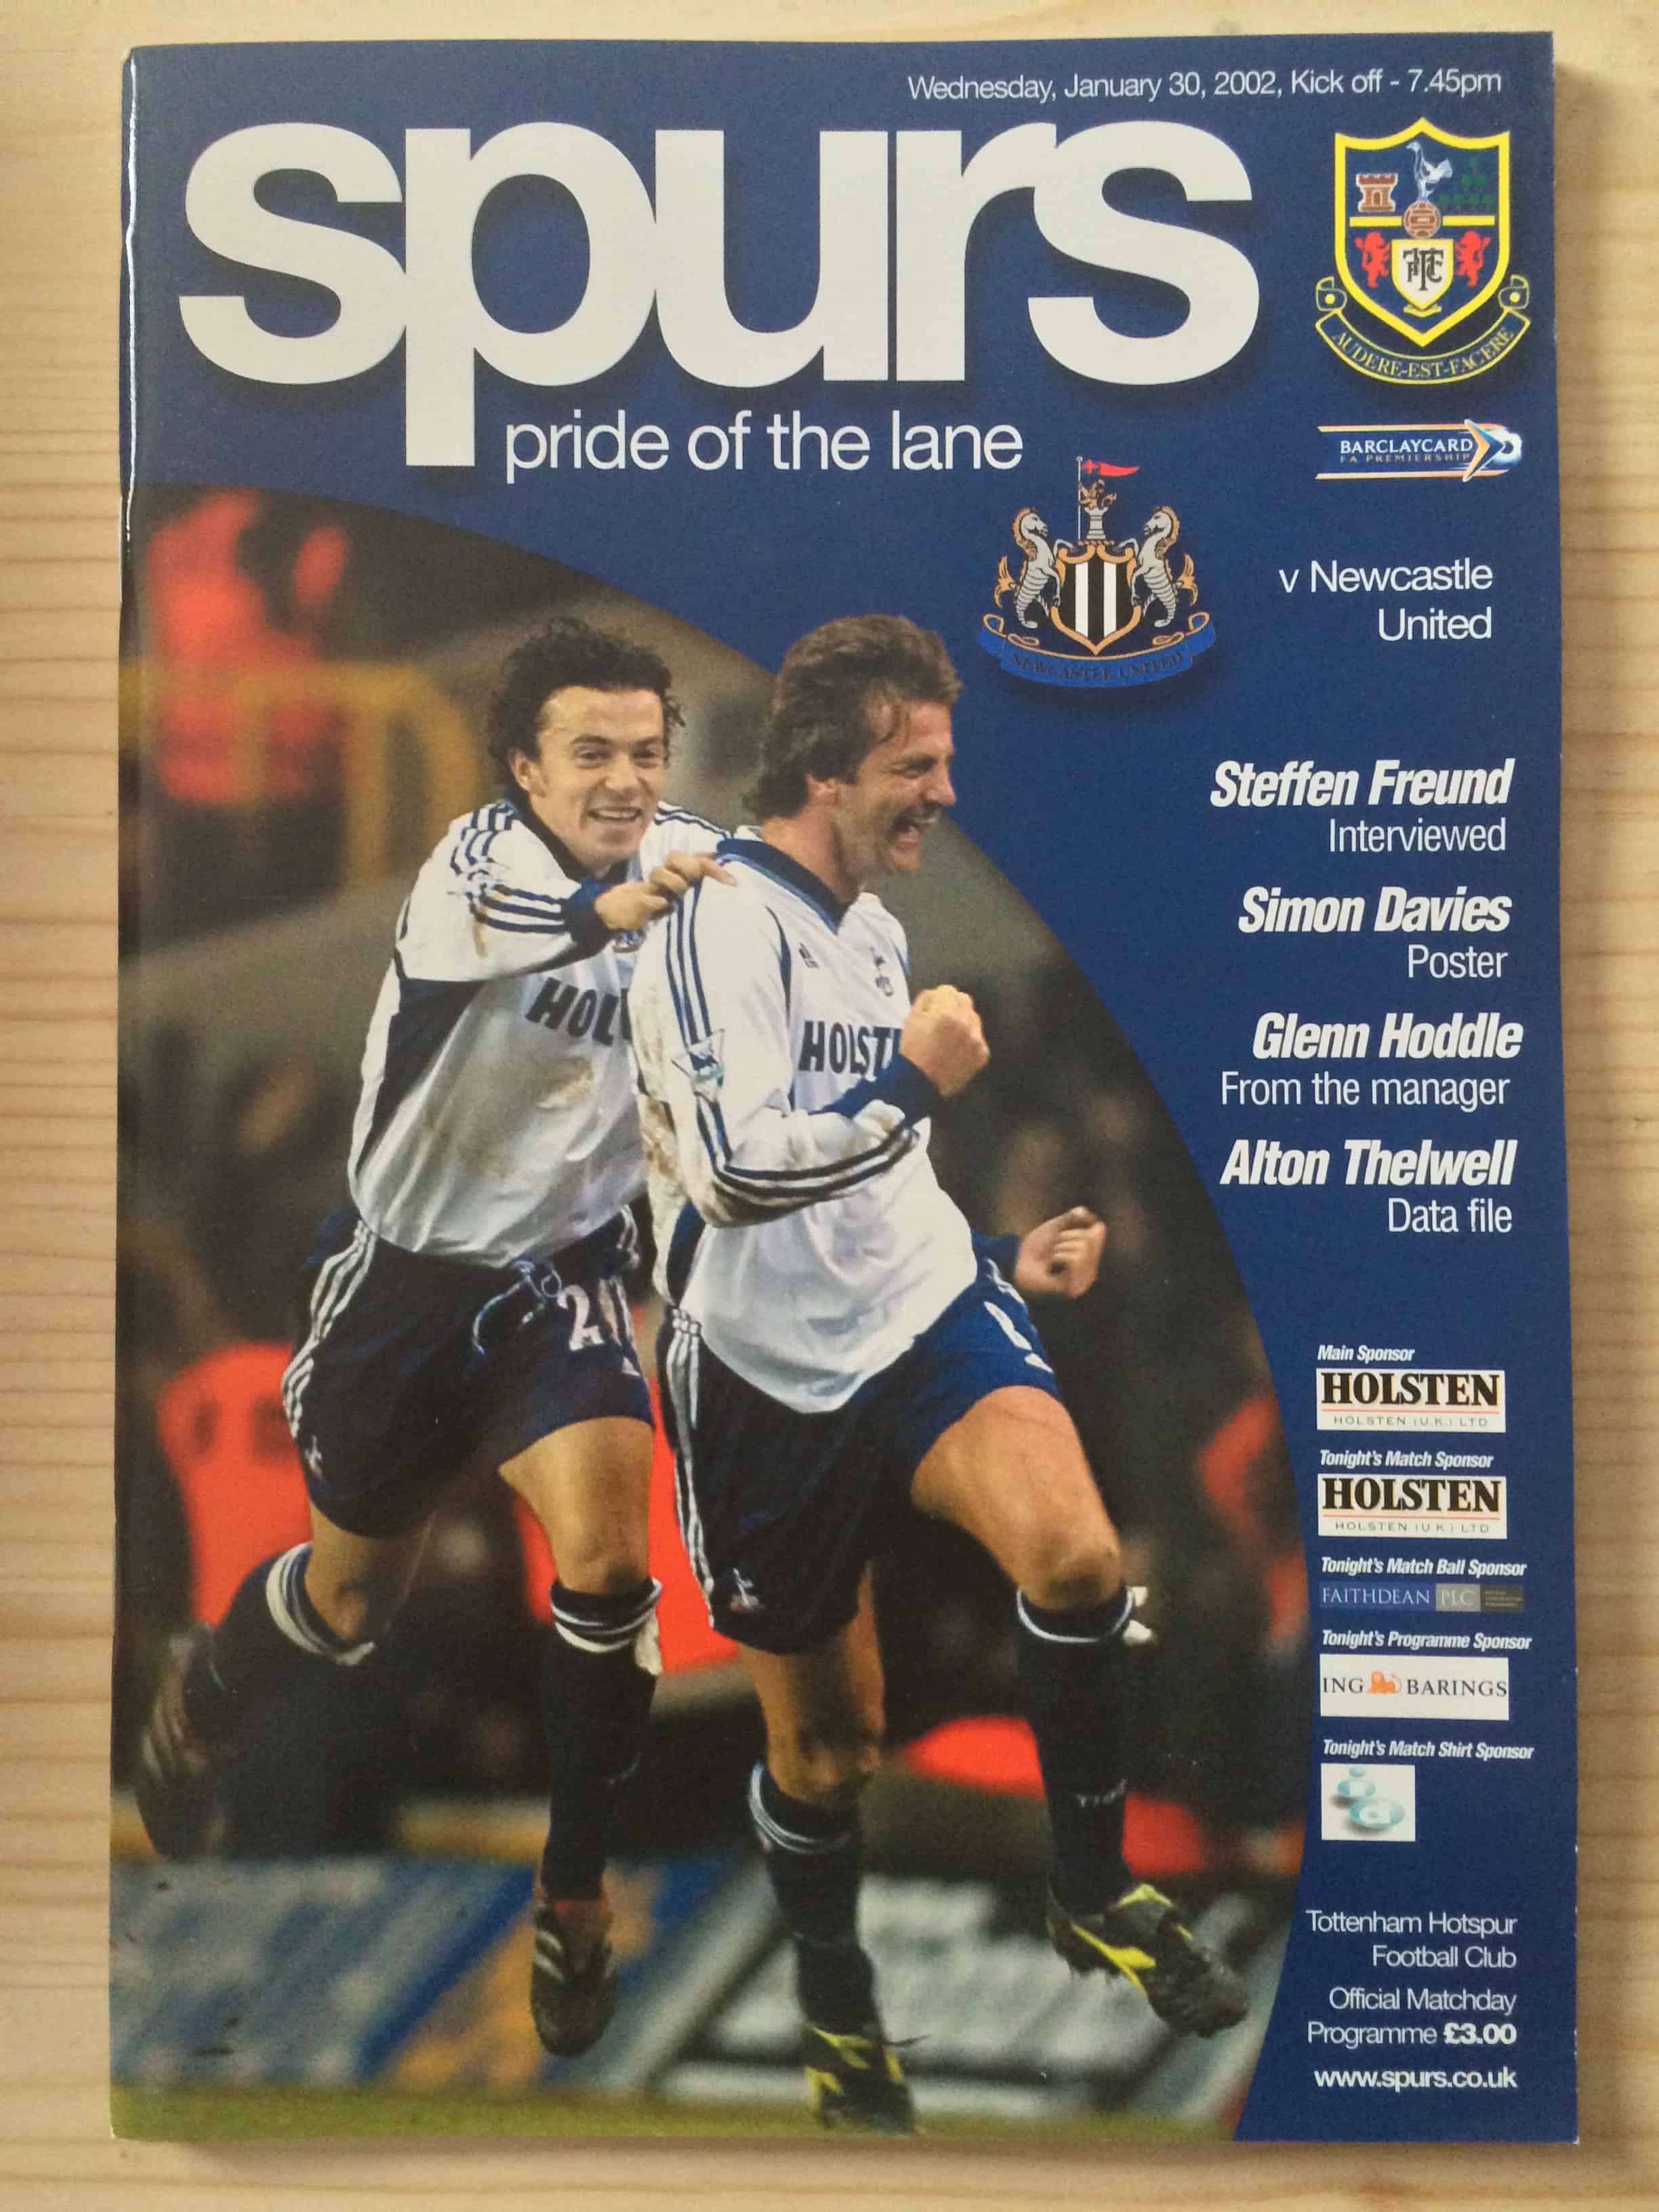 Wednesday, January 30, 2002, Kick off - 7.45pm
spurs
pride of the lane
AUDERE-EST-FACERE
BARCLAYCARD
FA PREMIERSHIP
NEWCASTLE UNITED
v Newcastle
United
Steffen Freund
Interviewed
Simon Davies
Poster
Glenn Hoddle
From the manager
Alton Thelwell
Data file
HOL
HOLST
20
Main Sponsor
HOLSTEN
HOLSTEN (U.K.) LTD
Tonight's Match Sponsor
HOLSTEN
HOLSTEN (U.K.) LTD
Tonight's Match Ball Sponsor
FAITHDEAN PLC
Tonight's Programme Sponsor
ING BARINGS
Tonight's Match Shirt Sponsor
Tottenham Hotspur
Football Club
Official Matchday
Programme £3.00
www.spurs.co.uk